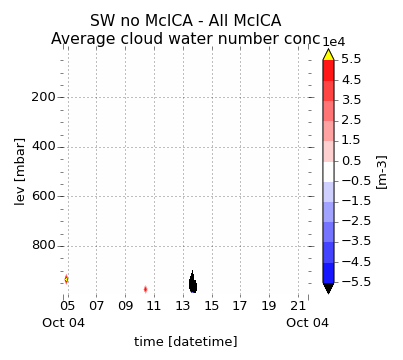 SW no McICA - All McICA
Average cloud water number conc
1e4
5.5
4.5
3.5
2.5
1.5
0.5
−0.5
−1.5
−2.5
−3.5
−4.5
−5.5
[m-3]
lev [mbar]
200
400
600
800
05 07 09 11 13 15 17 19 21
Oct 04 Oct 04
time [datetime]